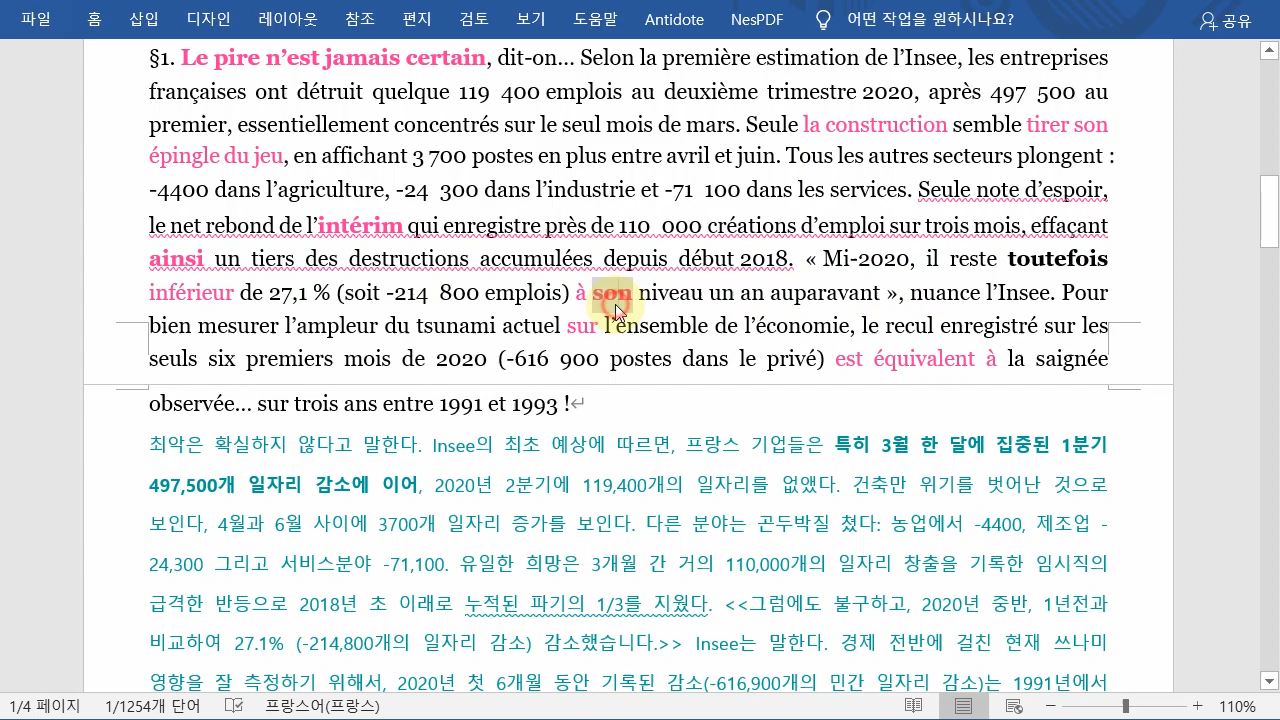 파일 홈 삽입 디자인 레이아웃 참조 편지 검토 보기 도움말 Antidote NesPDF 어떤 작업을 원하시나요? 공유
§1. Le pire n’est jamais certain, dit-on… Selon la première estimation de l’Insee, les entreprises
françaises ont détruit quelque 119 400 emplois au deuxième trimestre 2020, après 497 500 au
premier, essentiellement concentrés sur le seul mois de mars. Seule la construction semble tirer son
épingle du jeu, en affichant 3 700 postes en plus entre avril et juin. Tous les autres secteurs plongent :
-4400 dans l’agriculture, -24 300 dans l’industrie et -71 100 dans les services. Seule note d’espoir,
le net rebond de l’intérim qui enregistre près de 110 000 créations d’emploi sur trois mois, effaçant
ainsi un tiers des destructions accumulées depuis début 2018. « Mi-2020, il reste toutefois
inférieur de 27,1 % (soit -214 800 emplois) à son niveau un an auparavant », nuance l’Insee. Pour
bien mesurer l’ampleur du tsunami actuel sur l’ensemble de l’économie, le recul enregistré sur les
seuls six premiers mois de 2020 (-616 900 postes dans le privé) est équivalent à la saignée
observée… sur trois ans entre 1991 et 1993 !
최악은 확실하지 않다고 말한다. Insee의 최초 예상에 따르면, 프랑스 기업들은 특히 3월 한 달에 집중된 1분기
497,500개 일자리 감소에 이어, 2020년 2분기에 119,400개의 일자리를 없앴다. 건축만 위기를 벗어난 것으로
보인다, 4월과 6월 사이에 3700개 일자리 증가를 보인다. 다른 분야는 곤두박질 쳤다: 농업에서 -4400, 제조업 -
24,300 그리고 서비스분야 -71,100. 유일한 희망은 3개월 간 거의 110,000개의 일자리 창출을 기록한 임시직의
급격한 반등으로 2018년 초 이래로 누적된 파기의 1/3를 지웠다. <<그럼에도 불구하고, 2020년 중반, 1년전과
비교하여 27.1% (-214,800개의 일자리 감소) 감소했습니다.>> Insee는 말한다. 경제 전반에 걸친 현재 쓰나미
영향을 잘 측정하기 위해서, 2020년 첫 6개월 동안 기록된 감소(-616,900개의 민간 일자리 감소)는 1991년에서
1/4 페이지 1/1254개 단어 프랑스어(프랑스) 110%